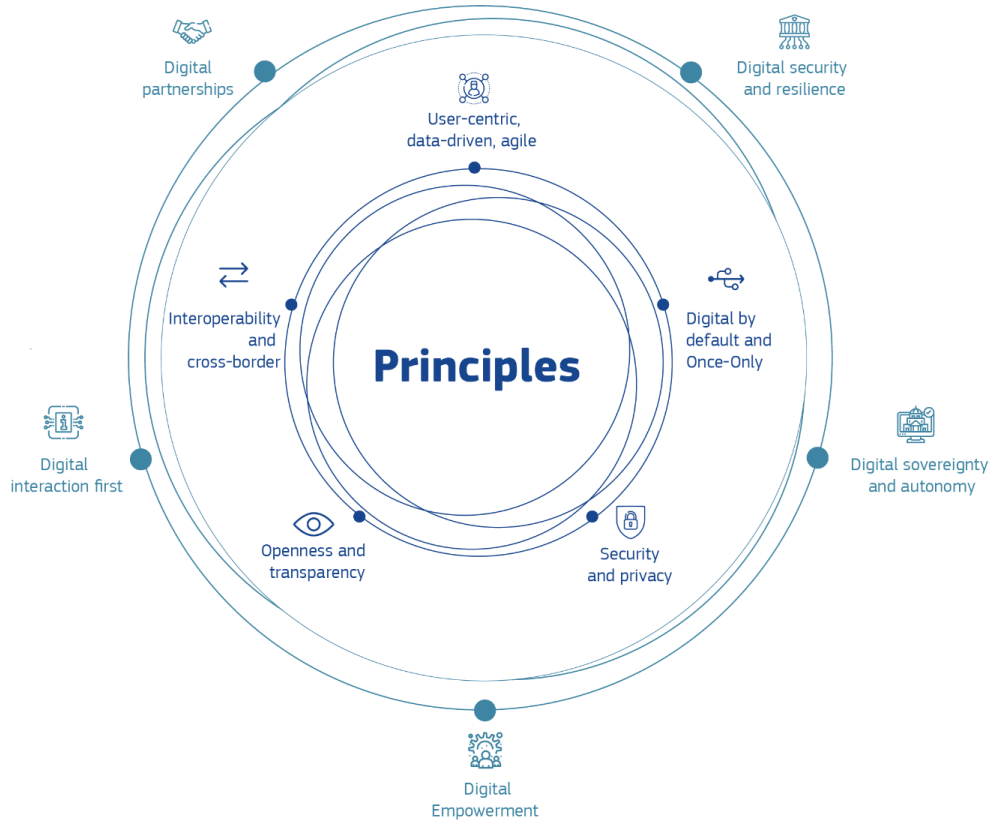 Digital
partnerships
Digital security
and resilience
User-centric,
data-driven, agile
Interoperability
and
cross-border
Digital by
default and
Once-Only
Principles
Digital
interaction first
Digital sovereignty
and autonomy
Openness and
transparency
Security
and privacy
Digital
Empowerment